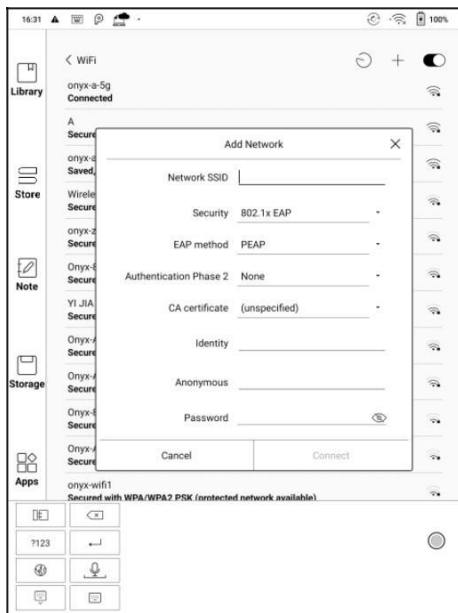 16:31
100%
WiFi
Library
onyx-a-5g
Connected
A
Secure
onyx-a
Saved,
Store
Wirele
Secure
onyx-z
Secure
Note
Onyx-8
Secure
YI JIA
Secure
Onyx-A
Secure
Storage
Onyx-A
Secure
Onyx-8
Secure
Onyx-A
Secure
Apps
onyx-wifi1
Secured with WPA/WPA2 PSK (protected network available)
Add Network
Network SSID
Security 802.1x EAP
EAP method PEAP
Authentication Phase 2 None
CA certificate (unspecified)
Identity
Anonymous
Password
Cancel Connect
?123